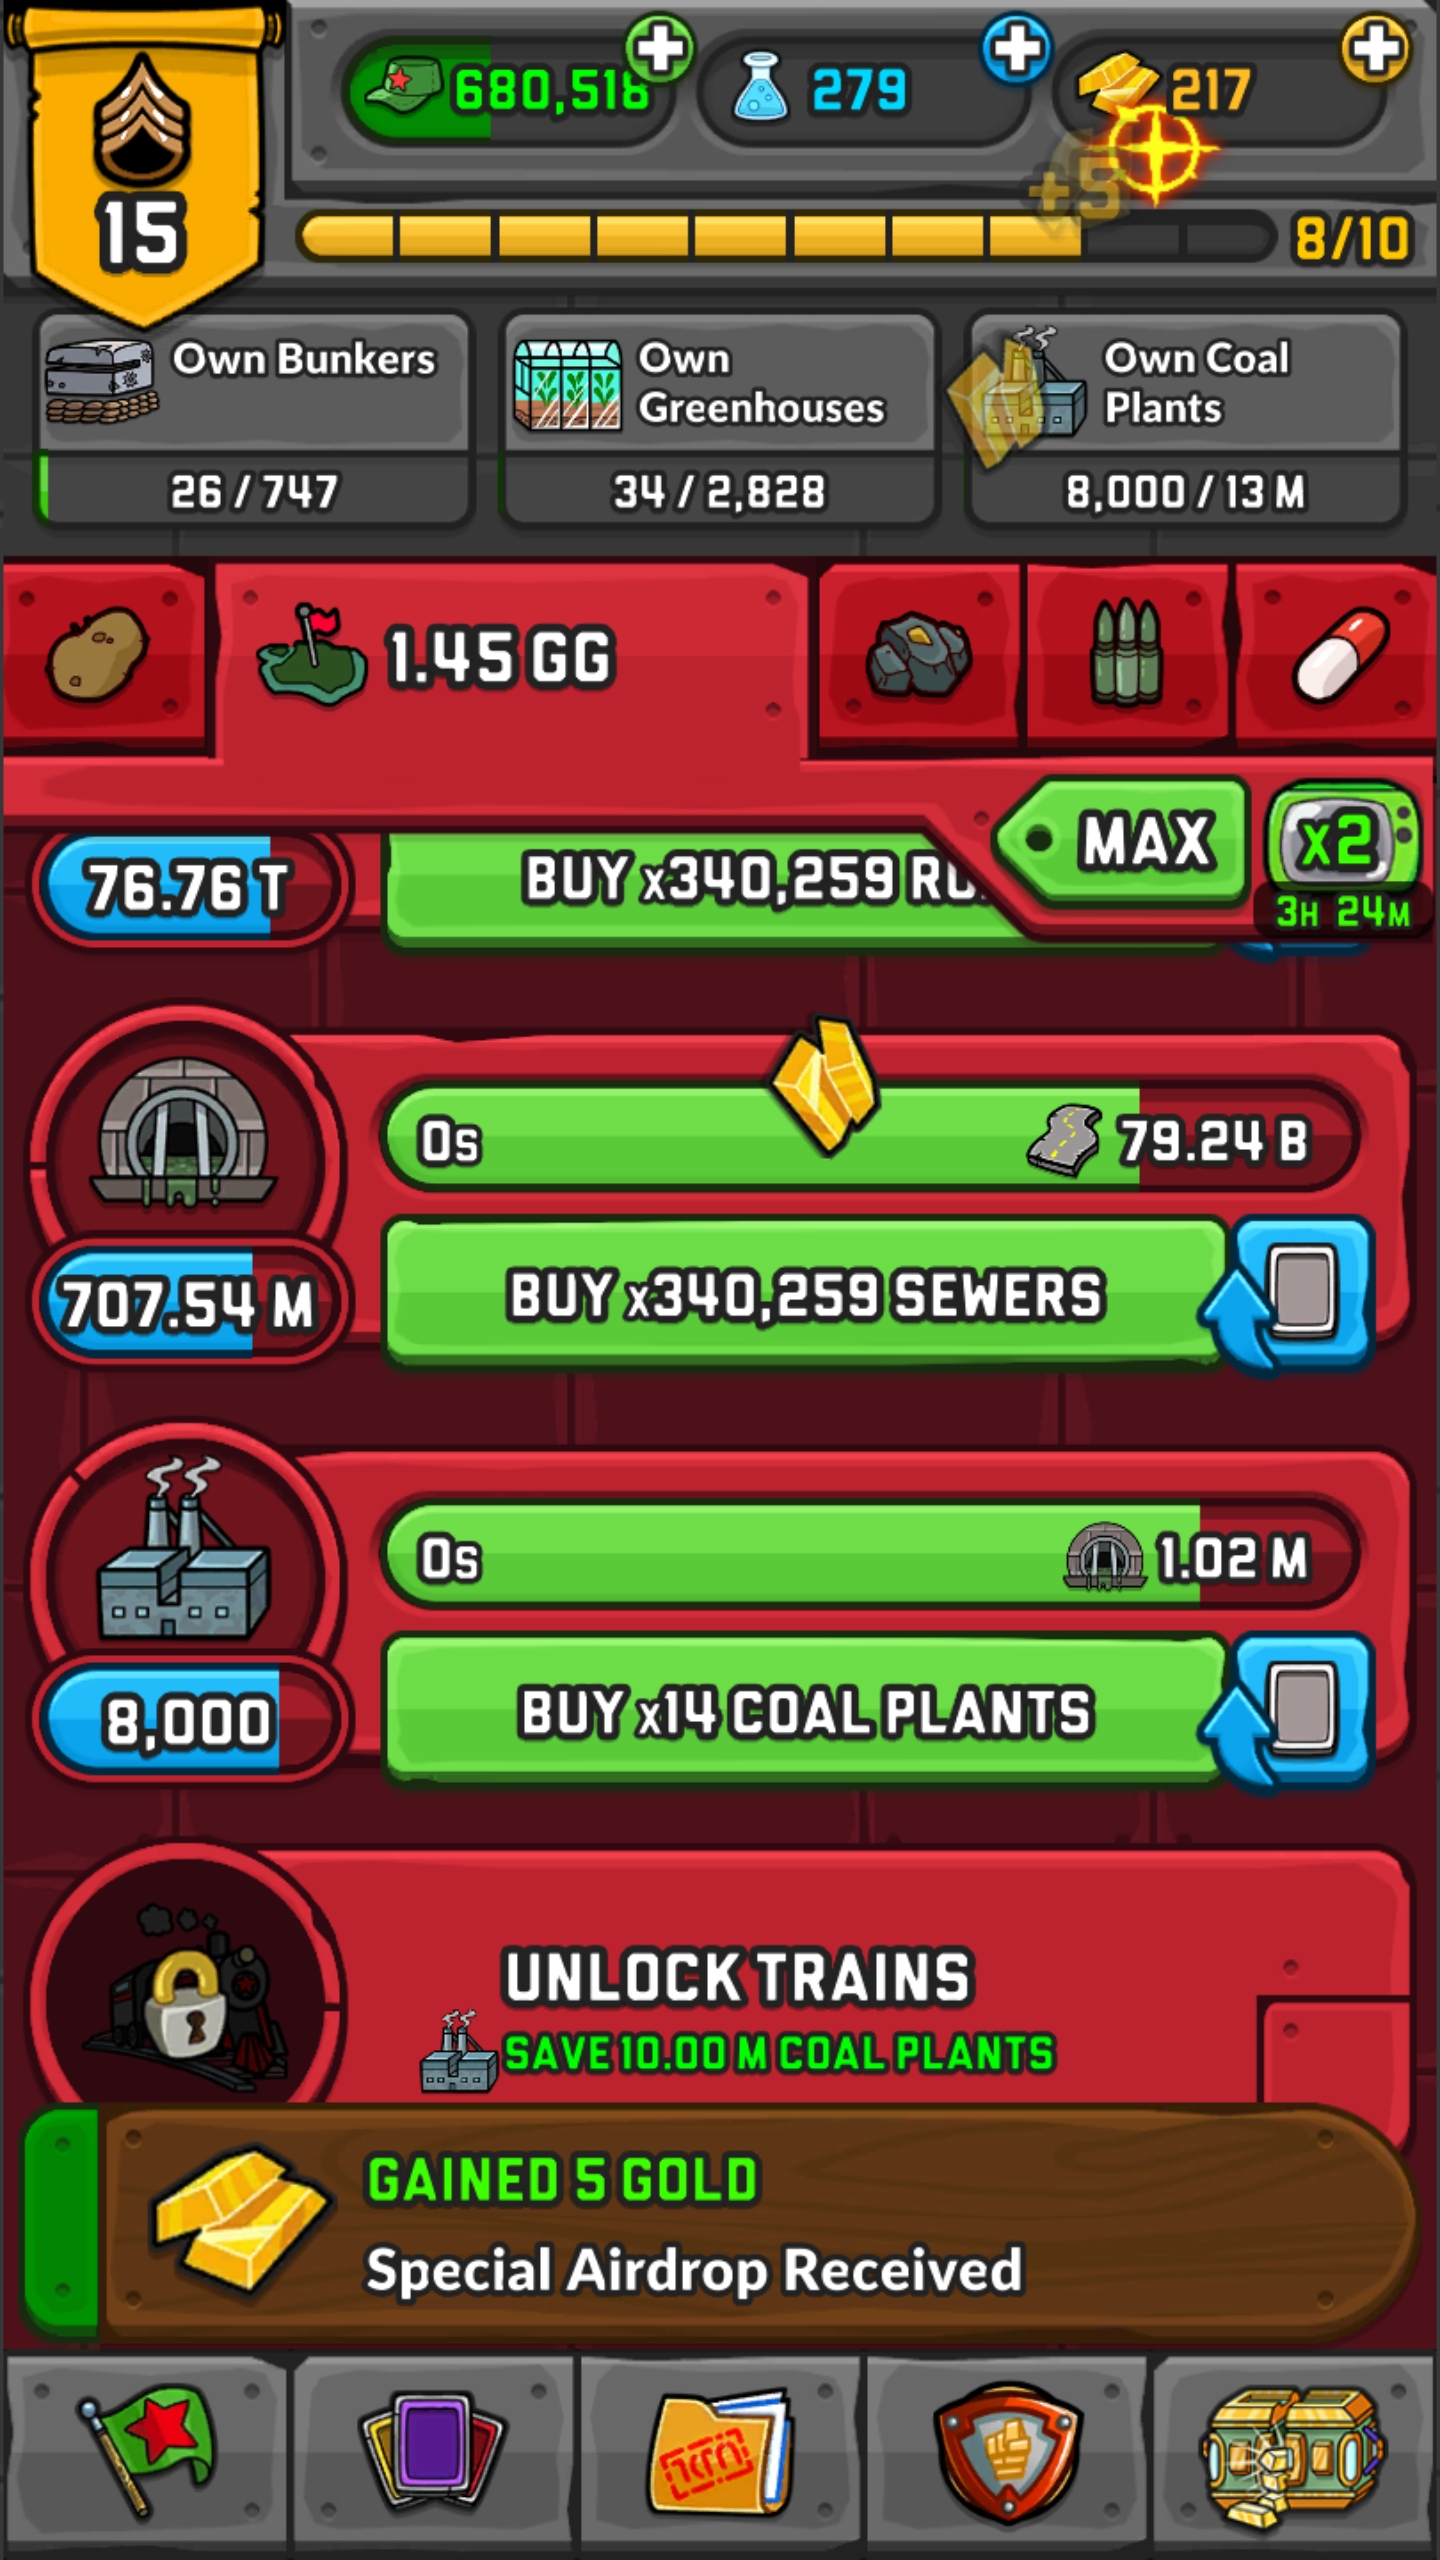 680,518
279
217
+5
15
8/10
Own Bunkers
26 / 747
Own
Greenhouses
34 / 2,828
Own Coal
Plants
8,000 / 13 M
1.45 GG
MAX
x2
3H 24M
76.76 T
BUY x340,259
0s
79.24 B
707.54 M
BUY x340,259 SEWERS
0s
1.02 M
8,000
BUY x14 COAL PLANTS
UNLOCK TRAINS
SAVE 10.00 M COAL PLANTS
GAINED 5 GOLD
Special Airdrop Received